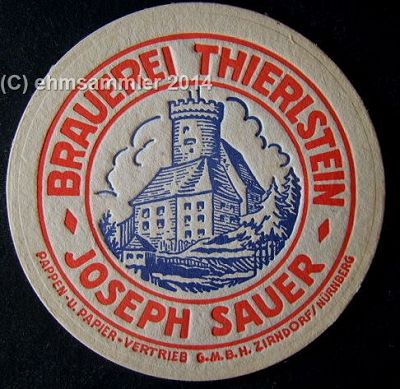 (C) ehmsammler 2014
BRAUEREI THIERLSTEIN
JOSEPH SAUER
PAPPEN- U. PAPIER-VERTRIEB G.M.B.H. ZIRNDORF/NÜRNBERG